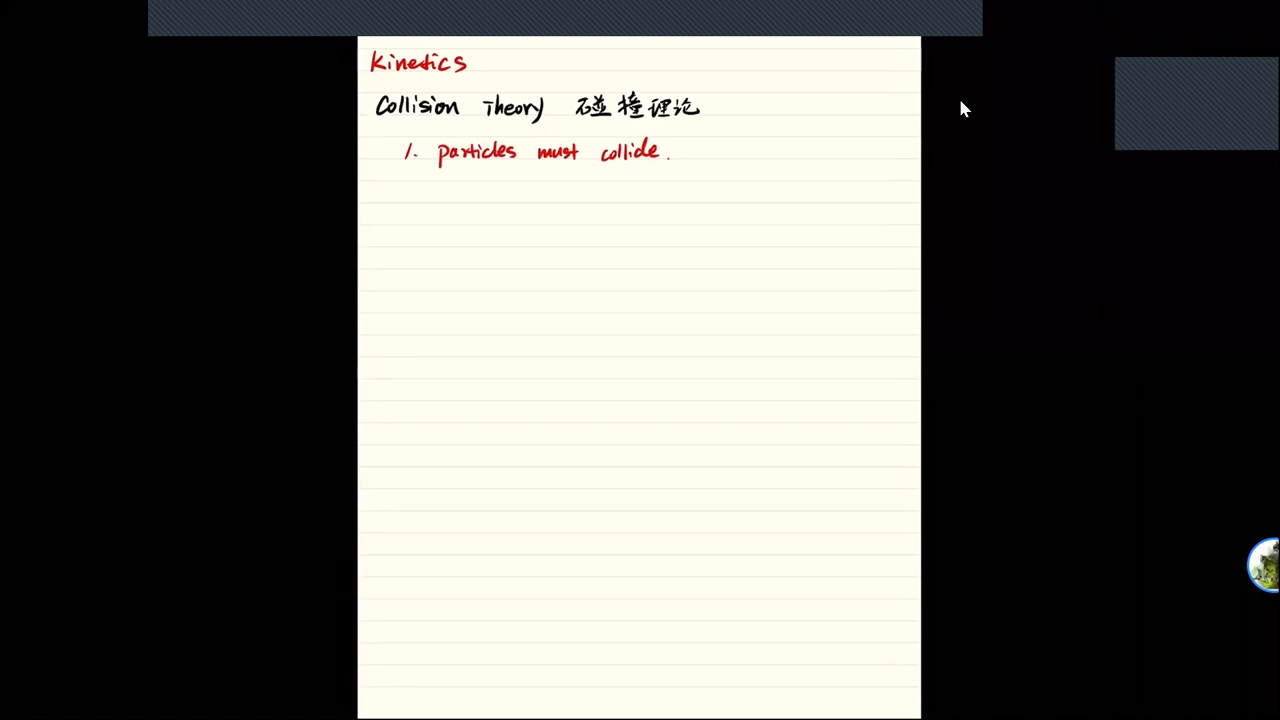 Kinetics
Collision Theory 碰撞理论
1. particles must collide.